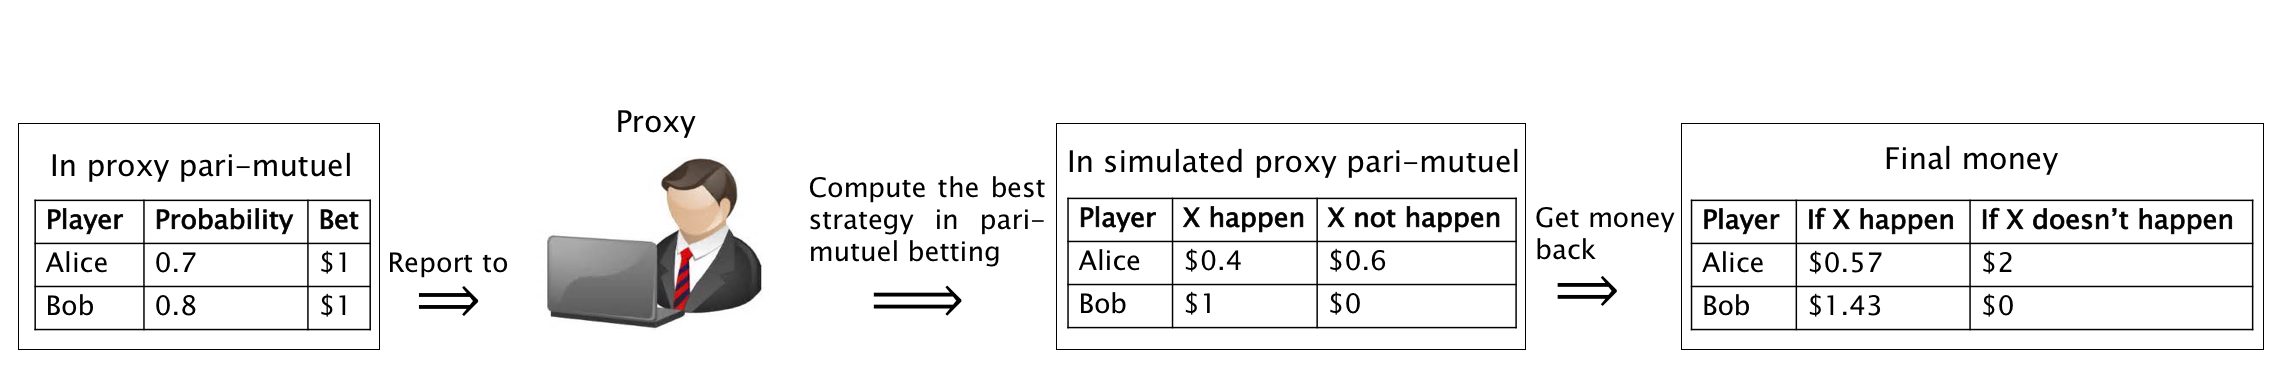 In proxy pari-mutuel
Player Probability Bet
Alice 0.7 $1
Bob 0.8 $1
Report to
Proxy
Compute the best
strategy in pari-
mutuel betting
In simulated proxy pari-mutuel
Player X happen X not happen
Alice $0.4 $0.6
Bob $1 $0
Get money
back
Final money
Player If X happen If X doesn't happen
Alice $0.57 $2
Bob $1.43 $0